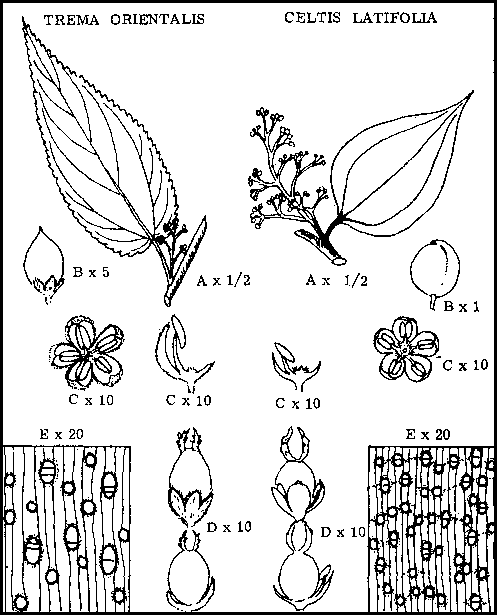 TREMA ORIENTALIS
CELTIS LATIFOLIA
B x 5
A x 1/2
A x 1/2
B x 1
C x 10
C x 10
C x 10
C x 10
E x 20
E x 20
D x 10
D x 10